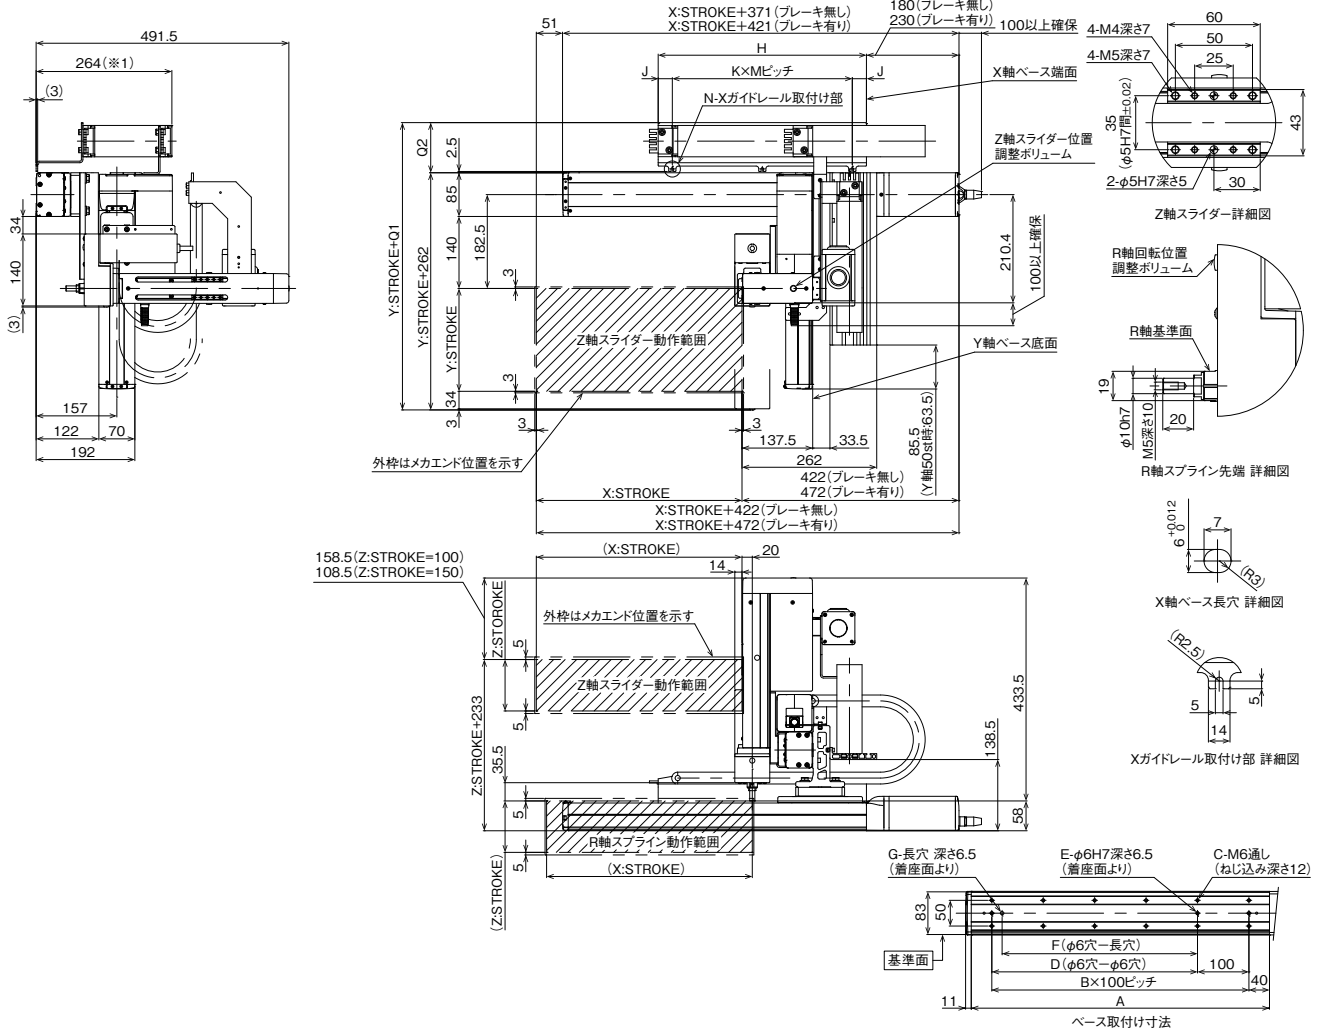 491.5
264(※1)
(3)
34
140
(3)
157
122
70
192
51
X:STROKE+371(ブレーキ無し)
X:STROKE+421(ブレーキ有り)
180(ブレーキ無し)
230(ブレーキ有り)
100以上確保
H
J
K×Mピッチ
J
N-Xガイドレール取付け部
X軸ベース端面
Z軸スライダー位置
調整ボリューム
Q2
2.5
85
140
182.5
Y:STROKE+Q1
Y:STROKE+262
Y:STROKE
3
3
34
3
Z軸スライダー動作範囲
210.4
100以上確保
Y軸ベース底面
3
3
137.5
33.5
262
85.5
(Y軸50st時:63.5)
外枠はメカエンド位置を示す
422(ブレーキ無し)
472(ブレーキ有り)
X:STROKE
X:STROKE+422(ブレーキ無し)
X:STROKE+472(ブレーキ有り)
60
50
25
4-M4深さ7
4-M5深さ7
35
(φ5H7間±0.02)
43
2-φ5H7深さ5
30
Z軸スライダー詳細図
R軸回転位置
調整ボリューム
R軸基準面
19
φ10h7
M5深さ10
20
R軸スプライン先端 詳細図
6 +0.012 0
7
(R3)
X軸ベース長穴 詳細図
(R2.5)
5
5
14
Xガイドレール取付け部 詳細図
158.5(Z:STROKE=100)
108.5(Z:STROKE=150)
(X:STROKE)
20
14
外枠はメカエンド位置を示す
Z:STOROKE
5
Z軸スライダー動作範囲
5
Z:STROKE+233
35.5
5
R軸スプライン動作範囲
5
(X:STROKE)
(Z:STROKE)
433.5
138.5
58
G-長穴 深さ6.5
(着座面より)
E-φ6H7深さ6.5
(着座面より)
C-M6通し
(ねじ込み深さ12)
83
50
基準面
F(φ6穴ー長穴)
D(φ6穴ーφ6穴)
100
B×100ピッチ
40
11
A
ベース取付け寸法